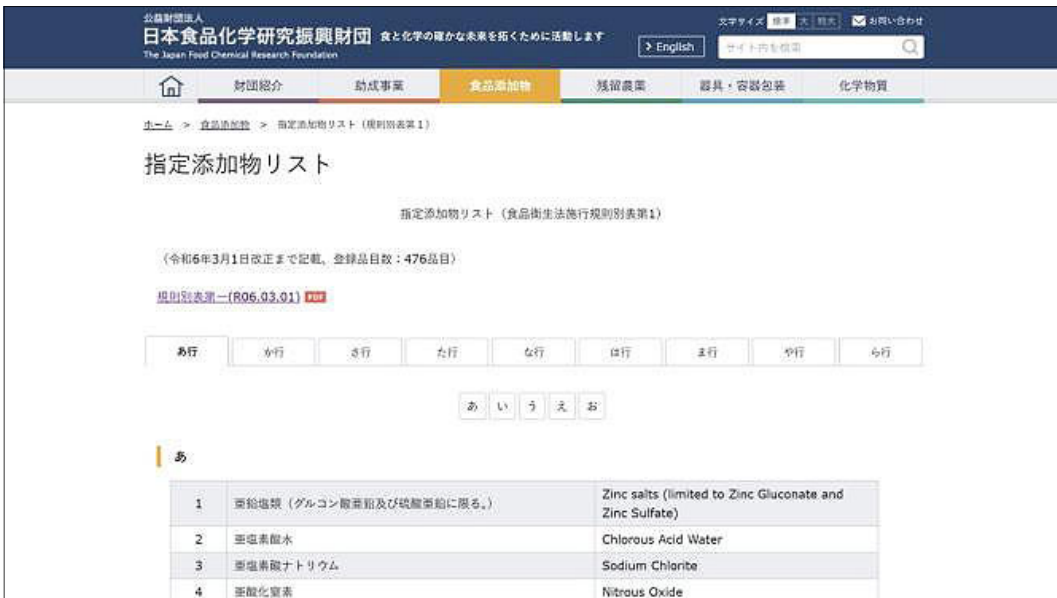 公益財団法人
日本食品化学研究振興財団 食と化学の確かな未来を拓くために活動します
The Japan Food Chemical Research Foundation
文字サイズ 標準 大 特大 お問い合わせ
> English サイト内を検索
財団紹介 助成事業 食品添加物 残留農薬 器具・容器包装 化学物質
ホーム > 食品添加物 > 指定添加物リスト（規則別表第1）
指定添加物リスト
指定添加物リスト（食品衛生法施行規則別表第1）
（令和6年3月1日改正まで記載、登録品目数：476品目）
規則別表第一(R06.03.01) PDF
あ行 か行 さ行 た行 な行 は行 ま行 や行 ら行
あ い う え お
あ
1 亜鉛塩類（グルコン酸亜鉛及び硫酸亜鉛に限る。） Zinc salts (limited to Zinc Gluconate and
Zinc Sulfate)
2 亜塩素酸水 Chlorous Acid Water
3 亜塩素酸ナトリウム Sodium Chlorite
4 亜酸化窒素 Nitrous Oxide